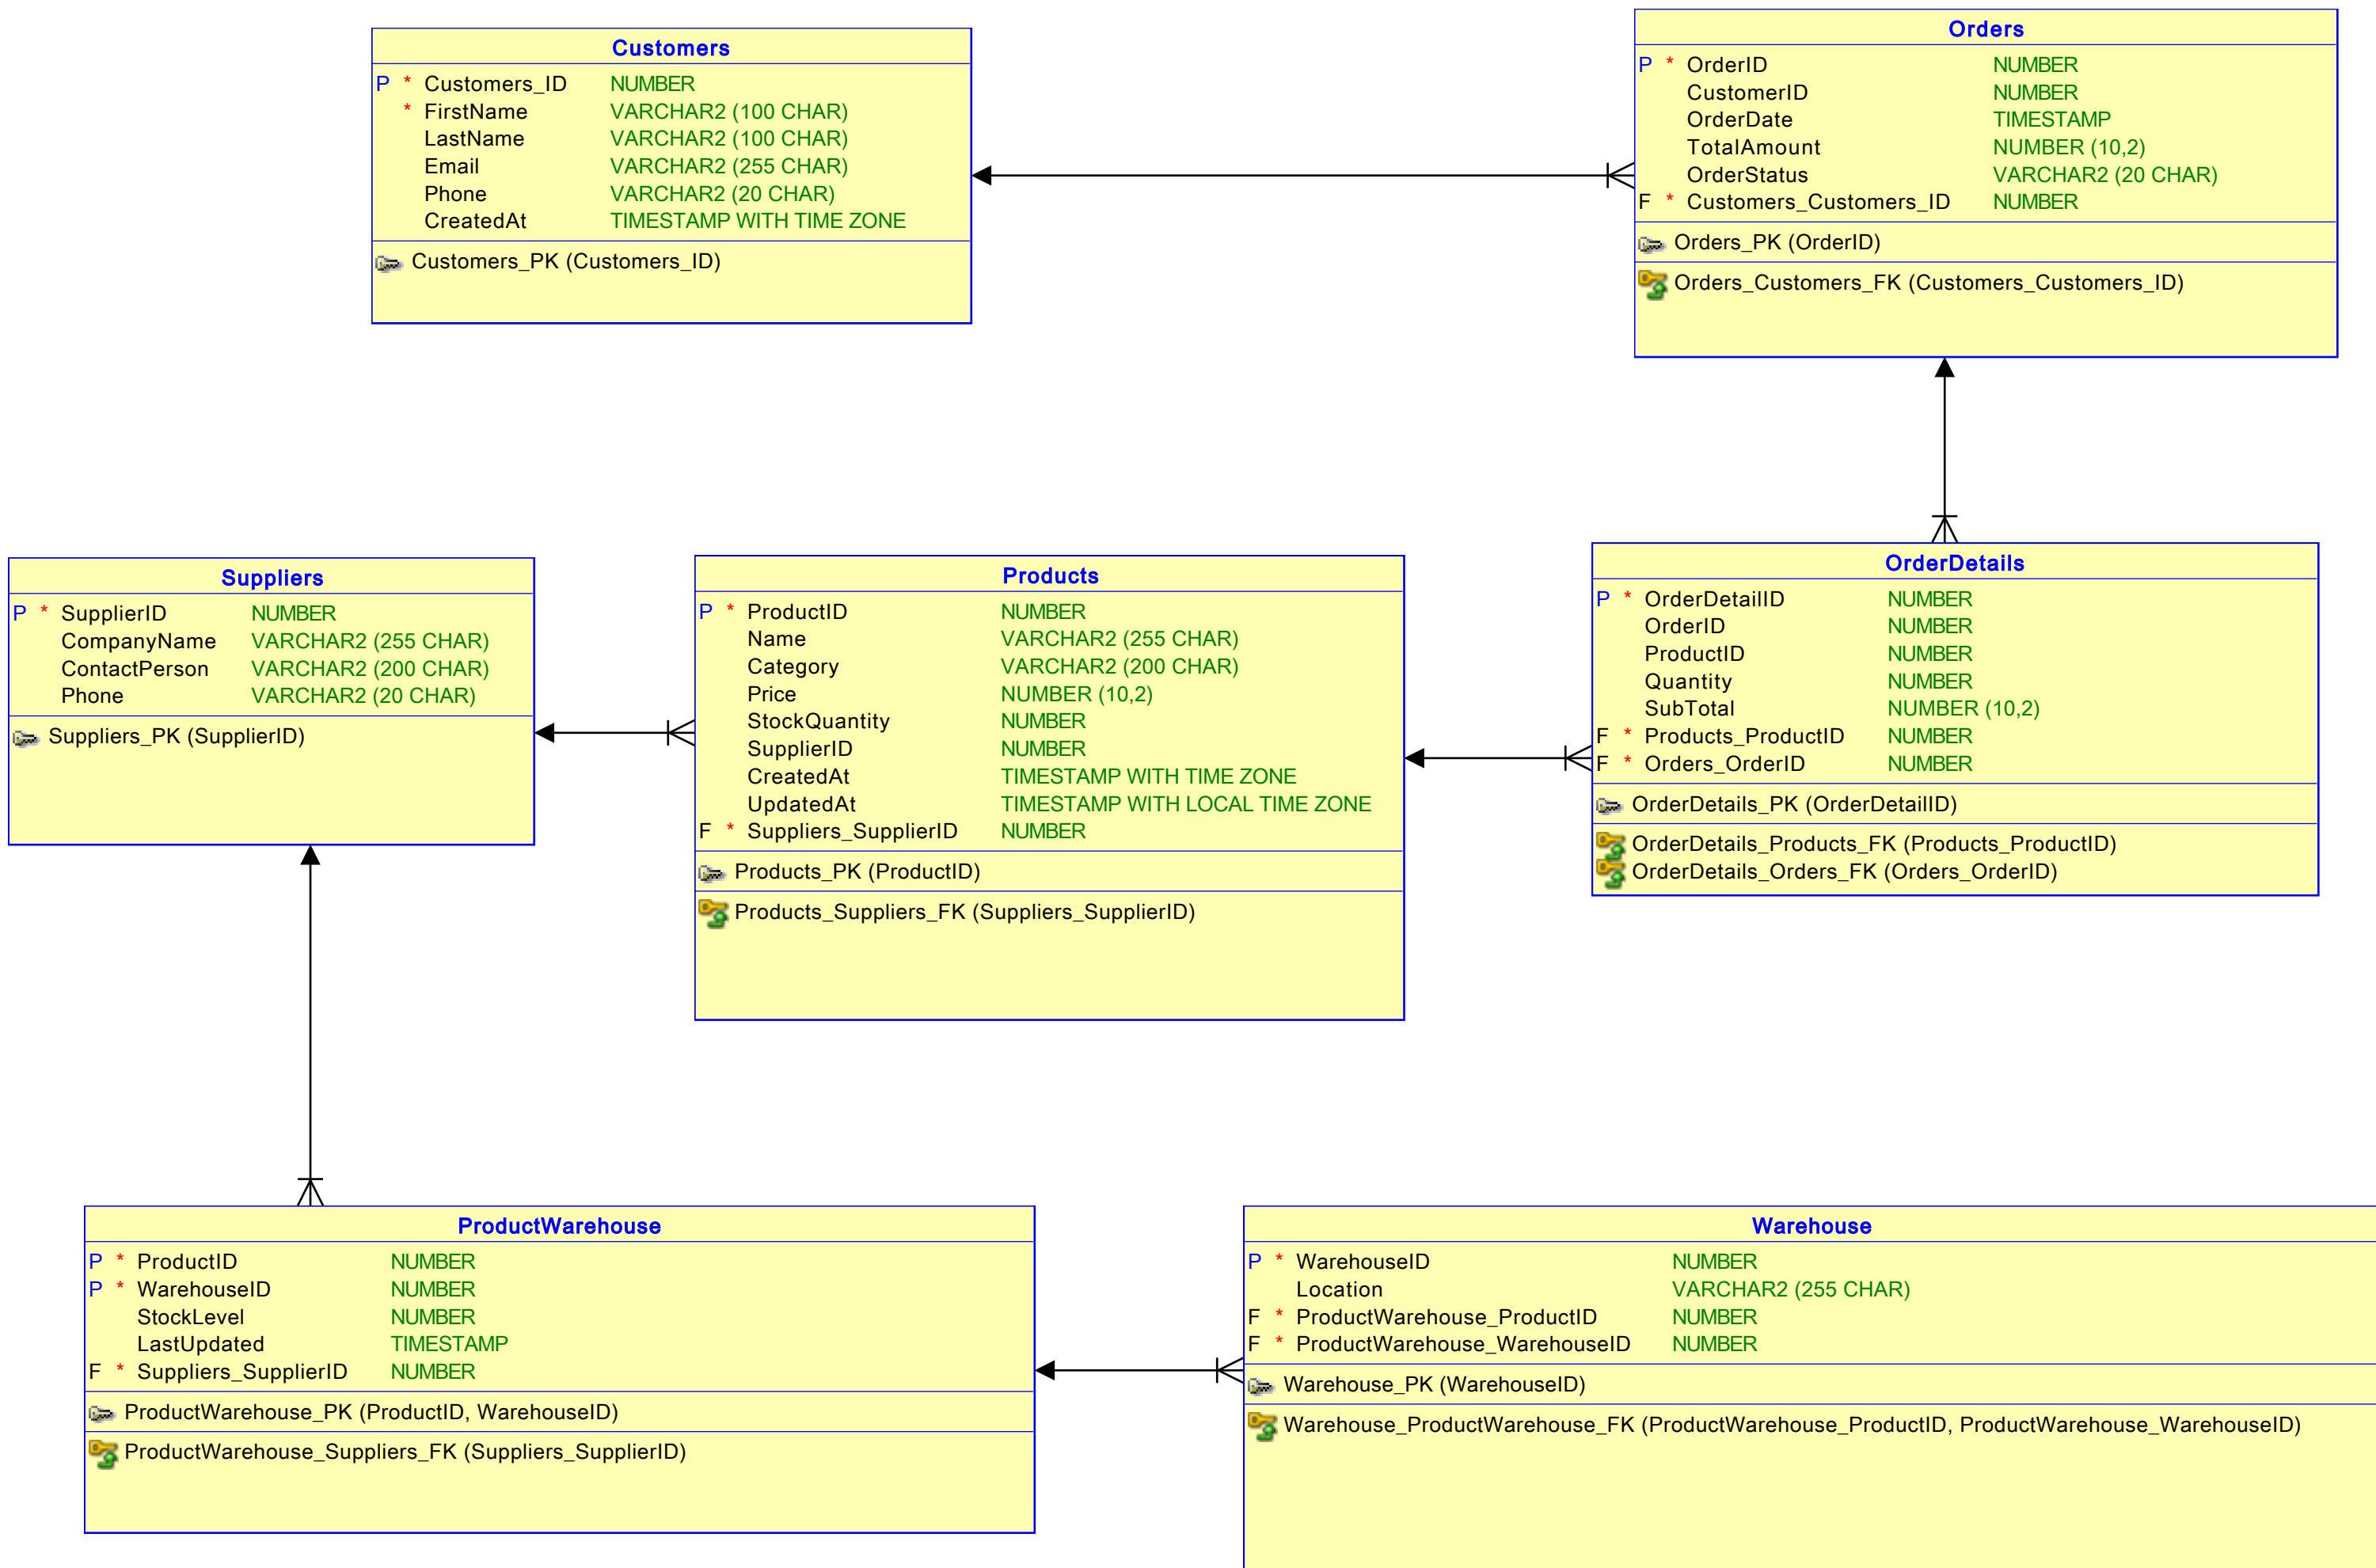 Customers
P * Customers_ID NUMBER
* FirstName VARCHAR2 (100 CHAR)
LastName VARCHAR2 (100 CHAR)
Email VARCHAR2 (255 CHAR)
Phone VARCHAR2 (20 CHAR)
CreatedAt TIMESTAMP WITH TIME ZONE
Customers_PK (Customers_ID)
Orders
P * OrderID NUMBER
CustomerID NUMBER
OrderDate TIMESTAMP
TotalAmount NUMBER (10,2)
OrderStatus VARCHAR2 (20 CHAR)
F * Customers_Customers_ID NUMBER
Orders_PK (OrderID)
Orders_Customers_FK (Customers_Customers_ID)
Suppliers
P * SupplierID NUMBER
CompanyName VARCHAR2 (255 CHAR)
ContactPerson VARCHAR2 (200 CHAR)
Phone VARCHAR2 (20 CHAR)
Suppliers_PK (SupplierID)
Products
P * ProductID NUMBER
Name VARCHAR2 (255 CHAR)
Category VARCHAR2 (200 CHAR)
Price NUMBER (10,2)
StockQuantity NUMBER
SupplierID NUMBER
CreatedAt TIMESTAMP WITH TIME ZONE
UpdatedAt TIMESTAMP WITH LOCAL TIME ZONE
F * Suppliers_SupplierID NUMBER
Products_PK (ProductID)
Products_Suppliers_FK (Suppliers_SupplierID)
OrderDetails
P * OrderDetailID NUMBER
OrderID NUMBER
ProductID NUMBER
Quantity NUMBER
SubTotal NUMBER (10,2)
F * Products_ProductID NUMBER
F * Orders_OrderID NUMBER
OrderDetails_PK (OrderDetailID)
OrderDetails_Products_FK (Products_ProductID)
OrderDetails_Orders_FK (Orders_OrderID)
ProductWarehouse
P * ProductID NUMBER
P * WarehouseID NUMBER
StockLevel NUMBER
LastUpdated TIMESTAMP
F * Suppliers_SupplierID NUMBER
ProductWarehouse_PK (ProductID, WarehouseID)
ProductWarehouse_Suppliers_FK (Suppliers_SupplierID)
Warehouse
P * WarehouseID NUMBER
Location VARCHAR2 (255 CHAR)
F * ProductWarehouse_ProductID NUMBER
F * ProductWarehouse_WarehouseID NUMBER
Warehouse_PK (WarehouseID)
Warehouse_ProductWarehouse_FK (ProductWarehouse_ProductID, ProductWarehouse_WarehouseID)